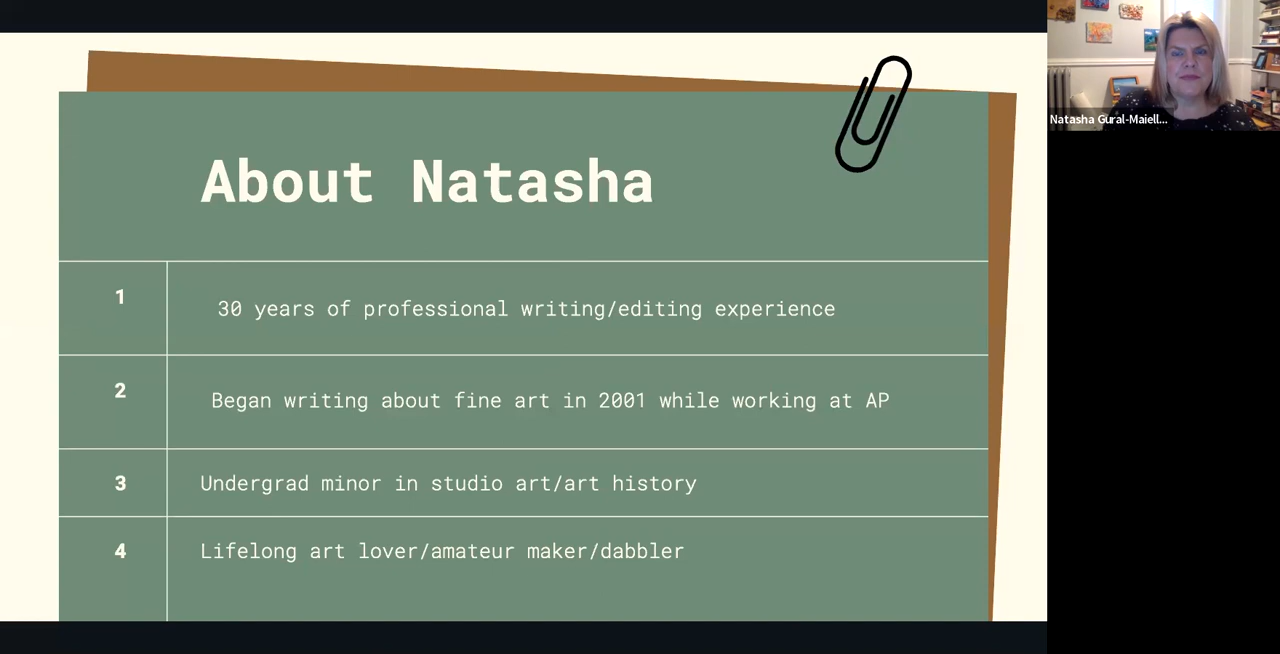 About Natasha
1
30 years of professional writing/editing experience
2
Began writing about fine art in 2001 while working at AP
3
Undergrad minor in studio art/art history
4
Lifelong art lover/amateur maker/dabbler
Natasha Gural-Maiell...